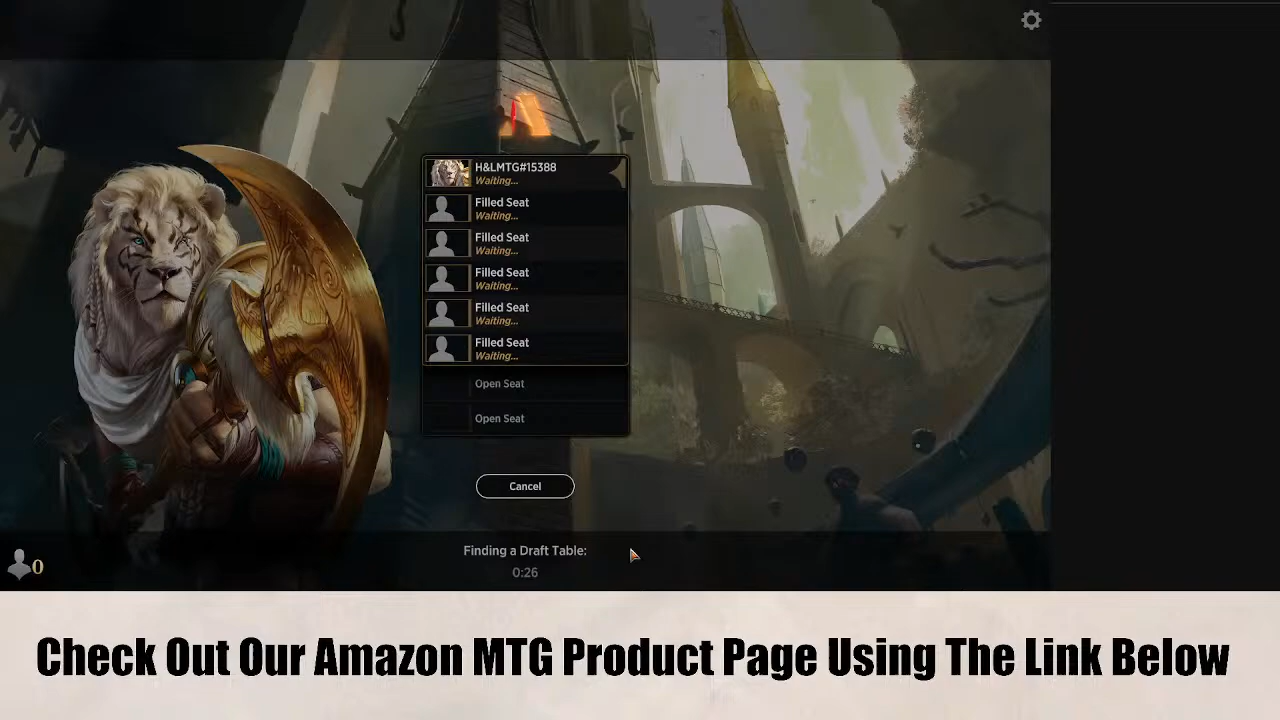 H&LMTG#15388
Waiting...
Filled Seat
Waiting...
Filled Seat
Waiting...
Filled Seat
Waiting...
Filled Seat
Waiting...
Filled Seat
Waiting...
Open Seat
Open Seat
Cancel
Finding a Draft Table:
0:26
0
Check Out Our Amazon MTG Product Page Using The Link Below